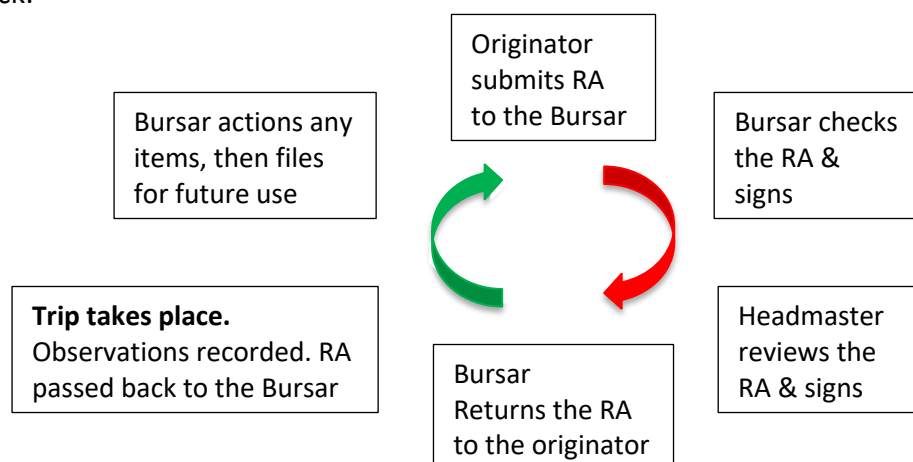 Originator
submits RA
to the Bursar
Bursar checks
the RA &
signs
Headmaster
reviews the
RA & signs
Bursar
Returns the RA
to the originator
Trip takes place.
Observations recorded. RA
passed back to the Bursar
Bursar actions any
items, then files
for future use